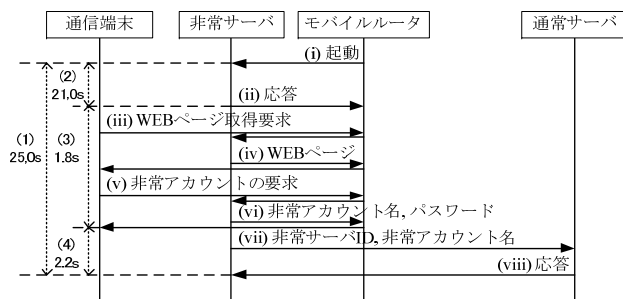 通信端末 非常サーバ モバイルルータ 通常サーバ
(i) 起動
(2)
21.0s
(ii) 応答
(iii) WEBページ取得要求
(1)
25.0s
(3)
1.8s
(iv) WEBページ
(v) 非常アカウントの要求
(vi) 非常アカウント名, パスワード
(vii) 非常サーバID, 非常アカウント名
(4)
2.2s
(viii) 応答